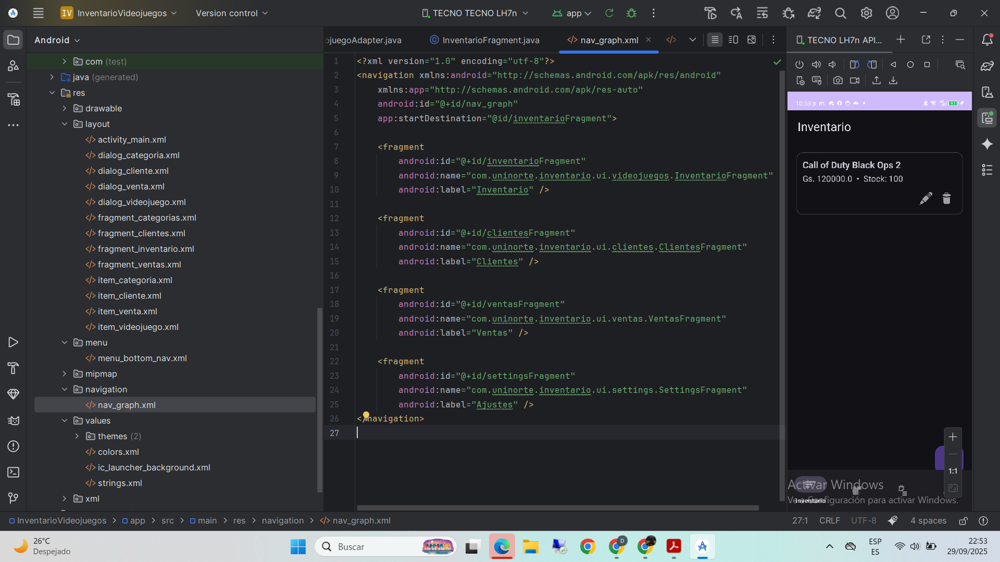 IV InventarioVideojuegos
Version control
TECNO TECNO LH7n
app
Android
ojuegoAdapter.java
InventarioFragment.java
nav_graph.xml
TECNO LH7n API...
com (test)
java (generated)
res
drawable
layout
activity_main.xml
dialog_categoria.xml
dialog_cliente.xml
dialog_venta.xml
dialog_videojuego.xml
fragment_categorias.xml
fragment_clientes.xml
fragment_inventario.xml
fragment_ventas.xml
item_categoria.xml
item_cliente.xml
item_venta.xml
item_videojuego.xml
menu
menu_bottom_nav.xml
mipmap
navigation
nav_graph.xml
values
themes (2)
colors.xml
ic_launcher_background.xml
strings.xml
xml
1 <?xml version="1.0" encoding="utf-8"?>
2 <navigation xmlns:android="http://schemas.android.com/apk/res/android"
3 xmlns:app="http://schemas.android.com/apk/res-auto"
4 android:id="@+id/nav_graph"
5 app:startDestination="@id/inventarioFragment">
6
7 <fragment
8 android:id="@+id/inventarioFragment"
9 android:name="com.uninorte.inventario.ui.videojuegos.InventarioFragment"
10 android:label="Inventario" />
11
12 <fragment
13 android:id="@+id/clientesFragment"
14 android:name="com.uninorte.inventario.ui.clientes.ClientesFragment"
15 android:label="Clientes" />
16
17 <fragment
18 android:id="@+id/ventasFragment"
19 android:name="com.uninorte.inventario.ui.ventas.VentasFragment"
20 android:label="Ventas" />
21
22 <fragment
23 android:id="@+id/settingsFragment"
24 android:name="com.uninorte.inventario.ui.settings.SettingsFragment"
25 android:label="Ajustes" />
26 </navigation>
27
10:53 p. m.
91
Inventario
Call of Duty Black Ops 2
Gs. 120000.0 • Stock: 100
1:1
Inventario
Activar Windows
Ve a Configuración para activar Windows.
InventarioVideojuegos > app > src > main > res > navigation > nav_graph.xml
27:1 CRLF UTF-8 4 spaces
26°C
Despejado
Buscar
D
ESP
ES
22:53
29/09/2025